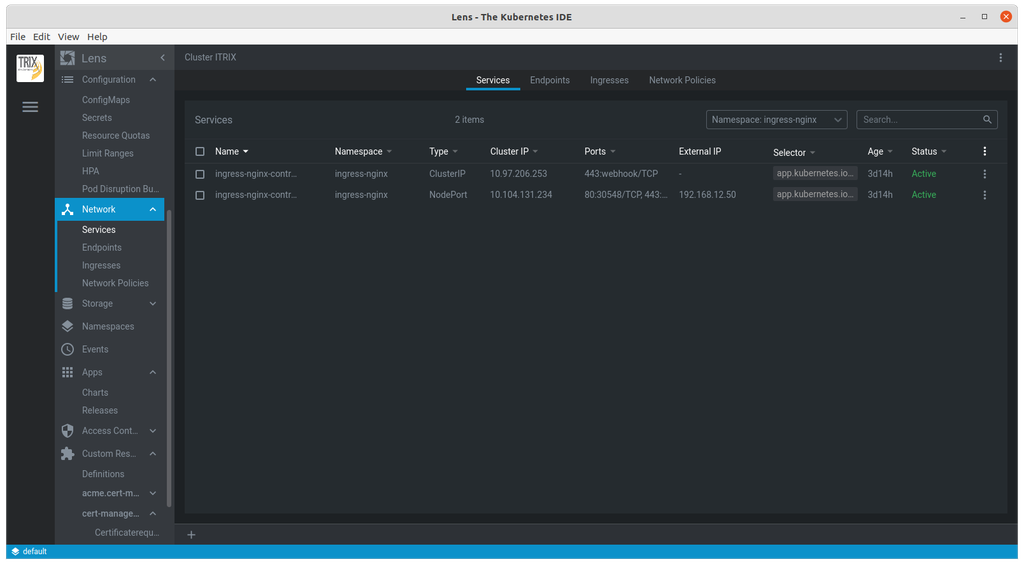 Lens - The Kubernetes IDE
File Edit View Help
TRIX
Lens
Configuration
ConfigMaps
Secrets
Resource Quotas
Limit Ranges
HPA
Pod Disruption Bu...
Network
Services
Endpoints
Ingresses
Network Policies
Storage
Namespaces
Events
Apps
Charts
Releases
Access Cont...
Custom Res...
Definitions
acme.cert-m...
cert-manage...
Certificaterequ...
Cluster ITRIX
Services Endpoints Ingresses Network Policies
Services 2 items Namespace: ingress-nginx Search...
Name Namespace Type Cluster IP Ports External IP Selector Age Status
ingress-nginx-contr... ingress-nginx ClusterIP 10.97.206.253 443:webhook/TCP - app.kubernetes.io... 3d14h Active
ingress-nginx-contr... ingress-nginx NodePort 10.104.131.234 80:30548/TCP, 443:... 192.168.12.50 app.kubernetes.io... 3d14h Active
default